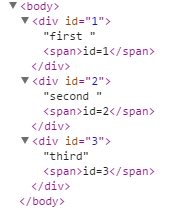 ▼<body>
▼<div id="1">
"first "
<span>id=1</span>
</div>
▼<div id="2">
"second "
<span>id=2</span>
</div>
▼<div id="3">
"third"
<span>id=3</span>
</div>
</body>